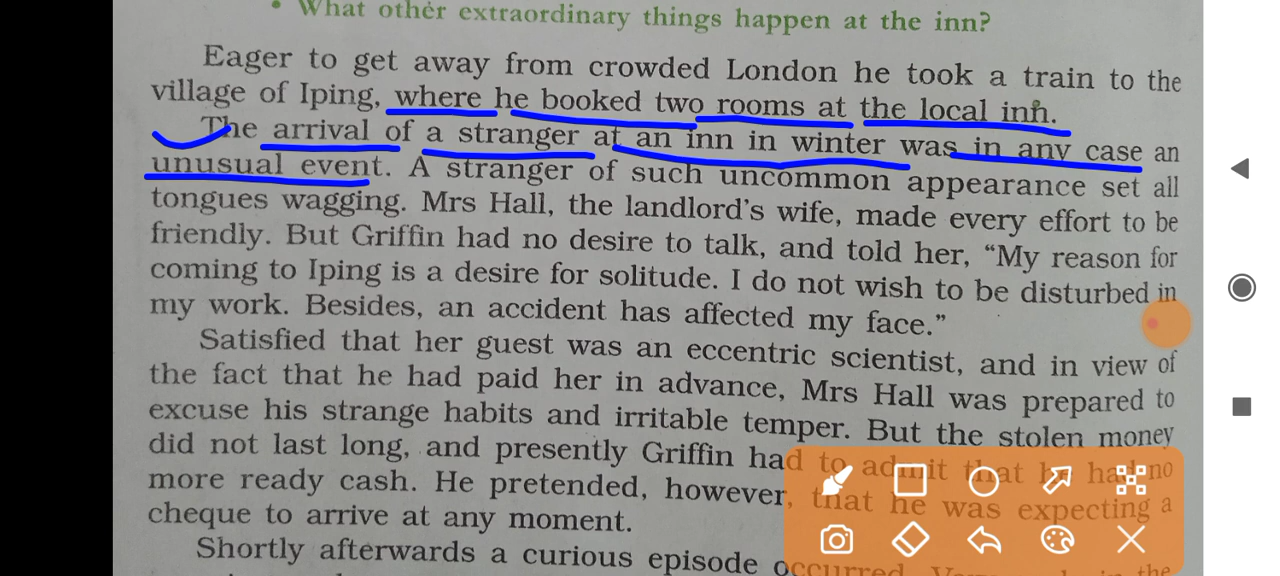 • What other extraordinary things happen at the inn?
Eager to get away from crowded London he took a train to the
village of Iping, where he booked two rooms at the local inn.
The arrival of a stranger at an inn in winter was in any case an
unusual event. A stranger of such uncommon appearance set all
tongues wagging. Mrs Hall, the landlord's wife, made every effort to be
friendly. But Griffin had no desire to talk, and told her, “My reason for
coming to Iping is a desire for solitude. I do not wish to be disturbed in
my work. Besides, an accident has affected my face.”
Satisfied that her guest was an eccentric scientist, and in view of
the fact that he had paid her in advance, Mrs Hall was prepared to
excuse his strange habits and irritable temper. But the stolen money
did not last long, and presently Griffin had to admit that he had no
more ready cash. He pretended, however, that he was expecting a
cheque to arrive at any moment.
Shortly afterwards a curious episode occurred. the